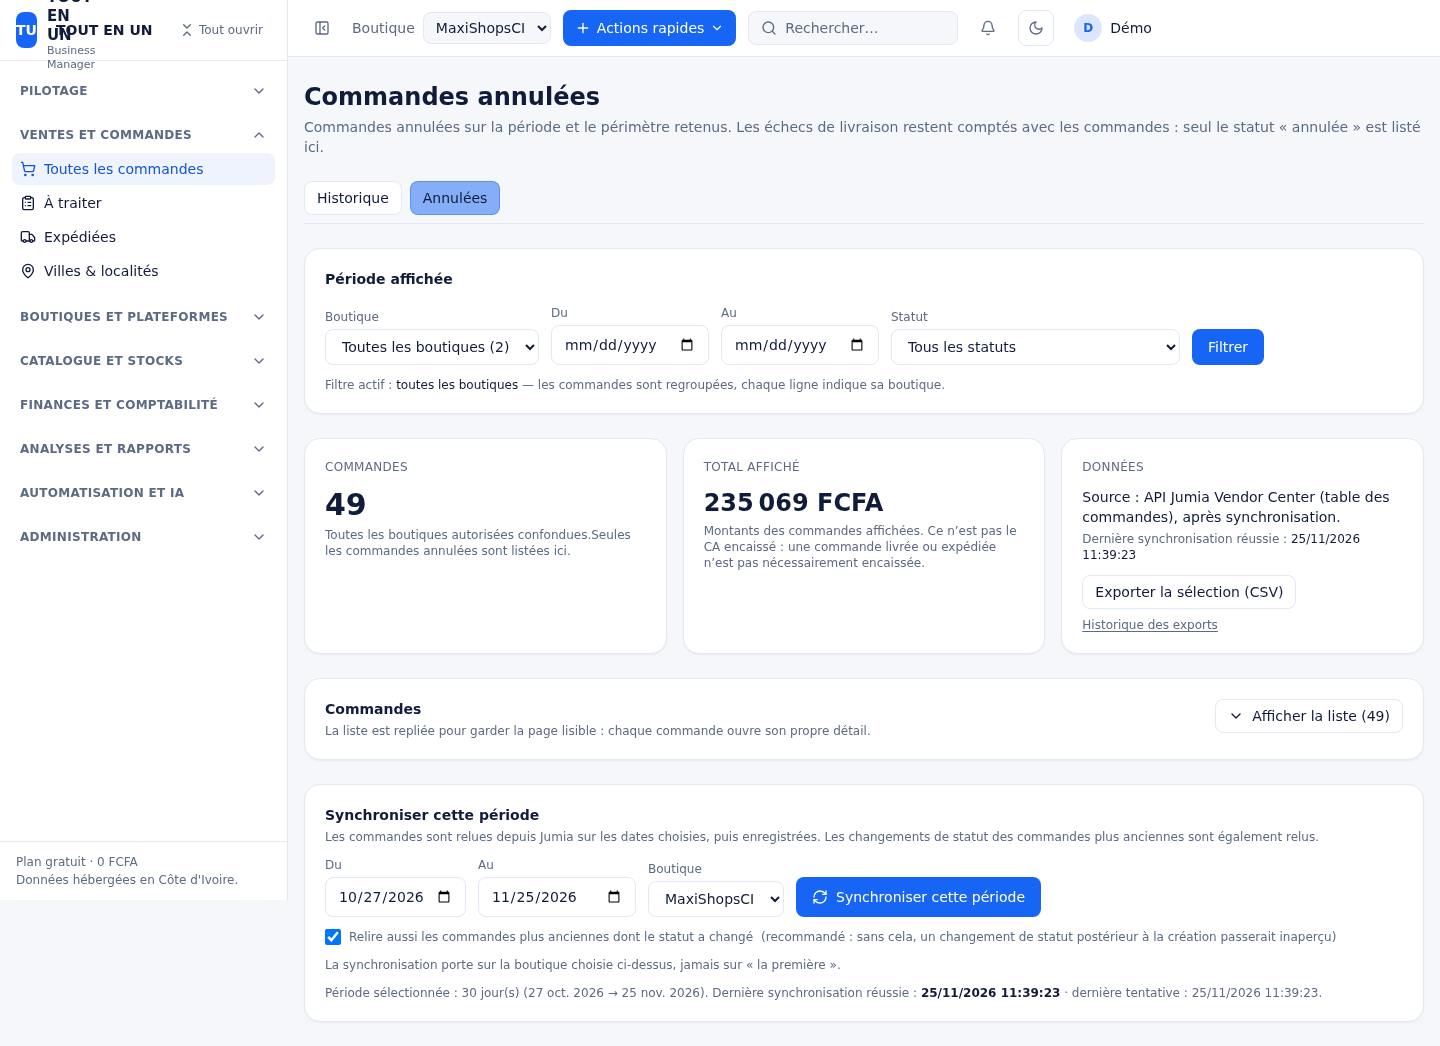 TU
TOUT
EN
UN
TOUT EN UN
Business
Manager
Tout ouvrir
Boutique
MaxiShopsCI
Actions rapides
Rechercher…
D
Démo
PILOTAGE
VENTES ET COMMANDES
Toutes les commandes
À traiter
Expédiées
Villes & localités
BOUTIQUES ET PLATEFORMES
CATALOGUE ET STOCKS
FINANCES ET COMPTABILITÉ
ANALYSES ET RAPPORTS
AUTOMATISATION ET IA
ADMINISTRATION
Plan gratuit · 0 FCFA
Données hébergées en Côte d'Ivoire.
Commandes annulées
Commandes annulées sur la période et le périmètre retenus. Les échecs de livraison restent comptés avec les commandes : seul le statut « annulée » est listé
ici.
Historique
Annulées
Période affichée
Boutique
Du
Au
Statut
Toutes les boutiques (2)
mm/dd/yyyy
mm/dd/yyyy
Tous les statuts
Filtrer
Filtre actif : toutes les boutiques — les commandes sont regroupées, chaque ligne indique sa boutique.
COMMANDES
49
Toutes les boutiques autorisées confondues.Seules
les commandes annulées sont listées ici.
TOTAL AFFICHÉ
235 069 FCFA
Montants des commandes affichées. Ce n’est pas le
CA encaissé : une commande livrée ou expédiée
n’est pas nécessairement encaissée.
DONNÉES
Source : API Jumia Vendor Center (table des
commandes), après synchronisation.
Dernière synchronisation réussie : 25/11/2026
11:39:23
Exporter la sélection (CSV)
Historique des exports
Commandes
La liste est repliée pour garder la page lisible : chaque commande ouvre son propre détail.
Afficher la liste (49)
Synchroniser cette période
Les commandes sont relues depuis Jumia sur les dates choisies, puis enregistrées. Les changements de statut des commandes plus anciennes sont également relus.
Du
Au
Boutique
10/27/2026
11/25/2026
MaxiShopsCI
Synchroniser cette période
Relire aussi les commandes plus anciennes dont le statut a changé (recommandé : sans cela, un changement de statut postérieur à la création passerait inaperçu)
La synchronisation porte sur la boutique choisie ci-dessus, jamais sur « la première ».
Période sélectionnée : 30 jour(s) (27 oct. 2026 → 25 nov. 2026). Dernière synchronisation réussie : 25/11/2026 11:39:23 · dernière tentative : 25/11/2026 11:39:23.